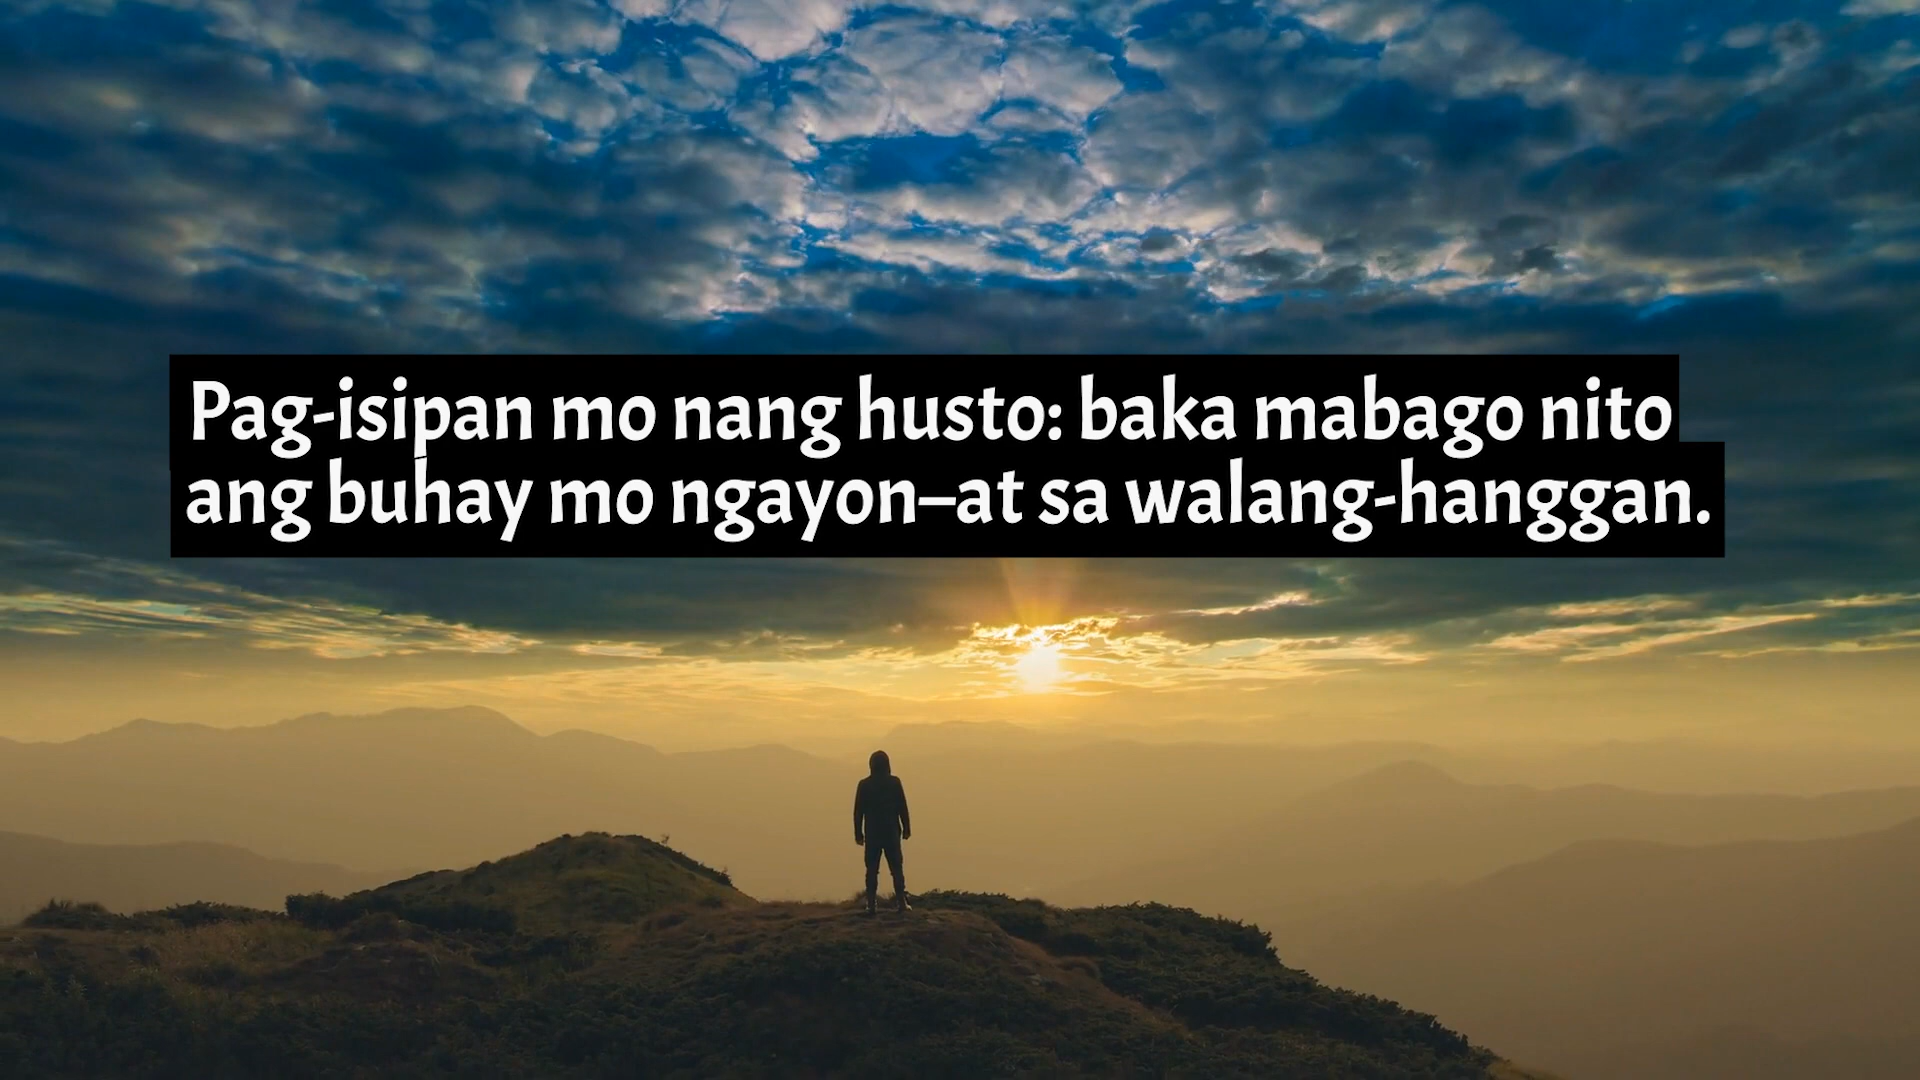 Pag-isipan mo nang husto: baka mabago nito
ang buhay mo ngayon–at sa walang-hanggan.